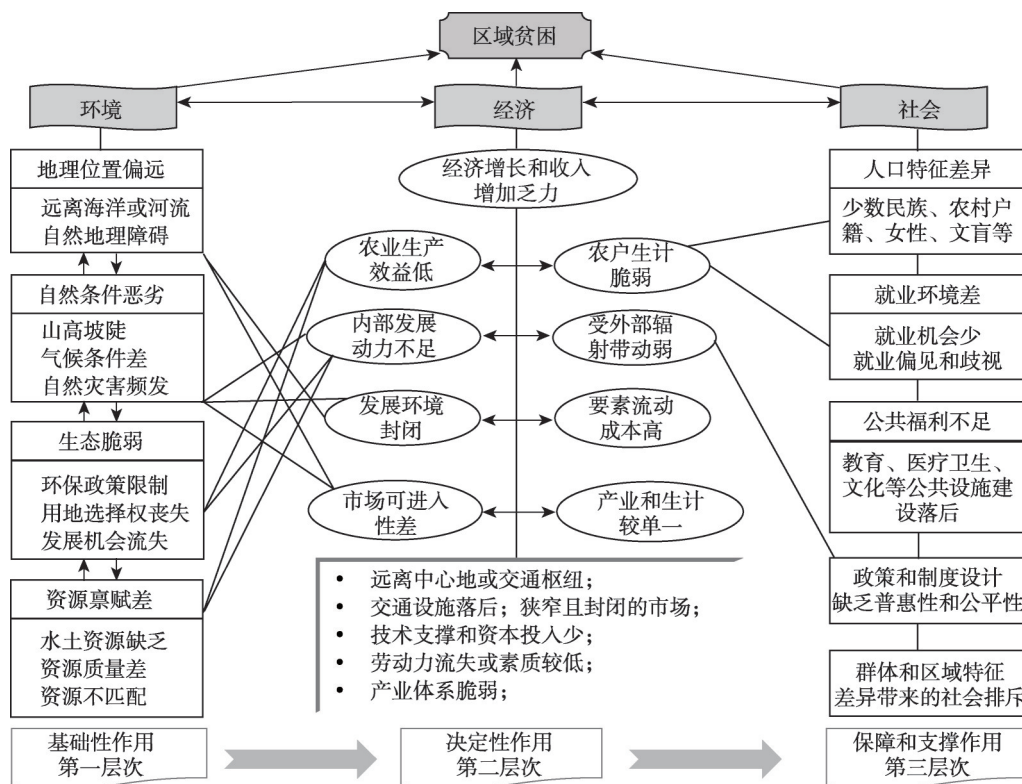 区域贫困
环境
经济
社会
地理位置偏远
远离海洋或河流
自然地理障碍
自然条件恶劣
山高坡陡
气候条件差
自然灾害频发
生态脆弱
环保政策限制
用地选择权丧失
发展机会流失
资源禀赋差
水土资源缺乏
资源质量差
资源不匹配
经济增长和收入
增加乏力
农业生产
效益低
农户生计
脆弱
内部发展
动力不足
受外部辐
射带动弱
发展环境
封闭
要素流动
成本高
市场可进入
性差
产业和生计
较单一
• 远离中心地或交通枢纽；
• 交通设施落后；狭窄且封闭的市场；
• 技术支撑和资本投入少；
• 劳动力流失或素质较低；
• 产业体系脆弱；
人口特征差异
少数民族、农村户
籍、女性、文盲等
就业环境差
就业机会少
就业偏见和歧视
公共福利不足
教育、医疗卫生、
文化等公共设施建
设落后
政策和制度设计
缺乏普惠性和公平性
群体和区域特征
差异带来的社会排斥
基础性作用
第一层次
决定性作用
第二层次
保障和支撑作用
第三层次